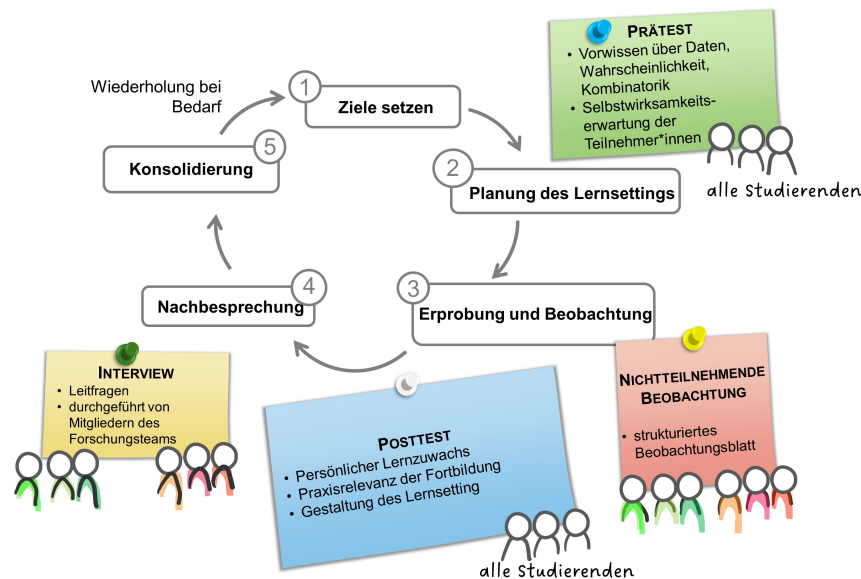 PRÄTEST
• Vorwissen über Daten,
Wahrscheinlichkeit,
Kombinatorik
• Selbstwirksamkeits-
erwartung der
Teilnehmer*innen
alle Studierenden
Wiederholung bei
Bedarf
1
Ziele setzen
2
Planung des Lernsettings
3
Erprobung und Beobachtung
4
Nachbesprechung
5
Konsolidierung
INTERVIEW
• Leitfragen
• durchgeführt von
Mitgliedern des
Forschungsteams
POSTTEST
• Persönlicher Lernzuwachs
• Praxisrelevanz der Fortbildung
• Gestaltung des Lernsetting
alle Studierenden
NICHTTEILNEHMENDE
BEOBACHTUNG
• strukturiertes
Beobachtungsblatt